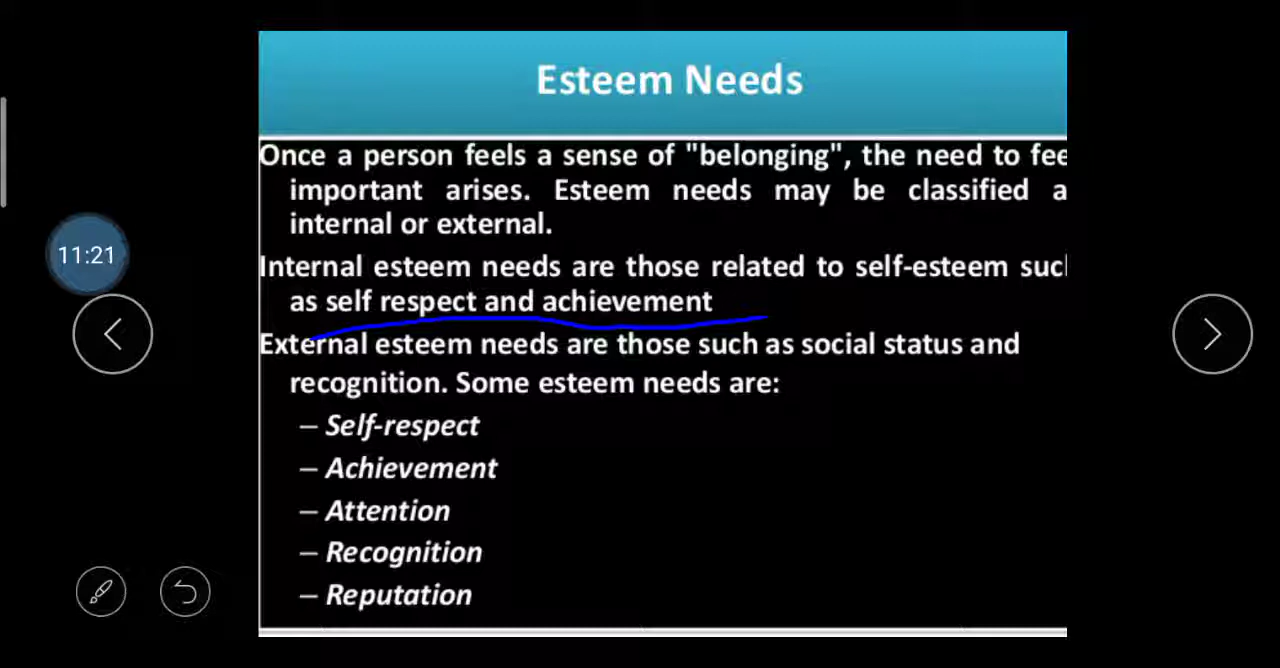 Esteem Needs
Once a person feels a sense of "belonging", the need to fee
important arises. Esteem needs may be classified a
internal or external.
Internal esteem needs are those related to self-esteem suc
as self respect and achievement
External esteem needs are those such as social status and
recognition. Some esteem needs are:
– Self-respect
– Achievement
– Attention
– Recognition
– Reputation
11:21